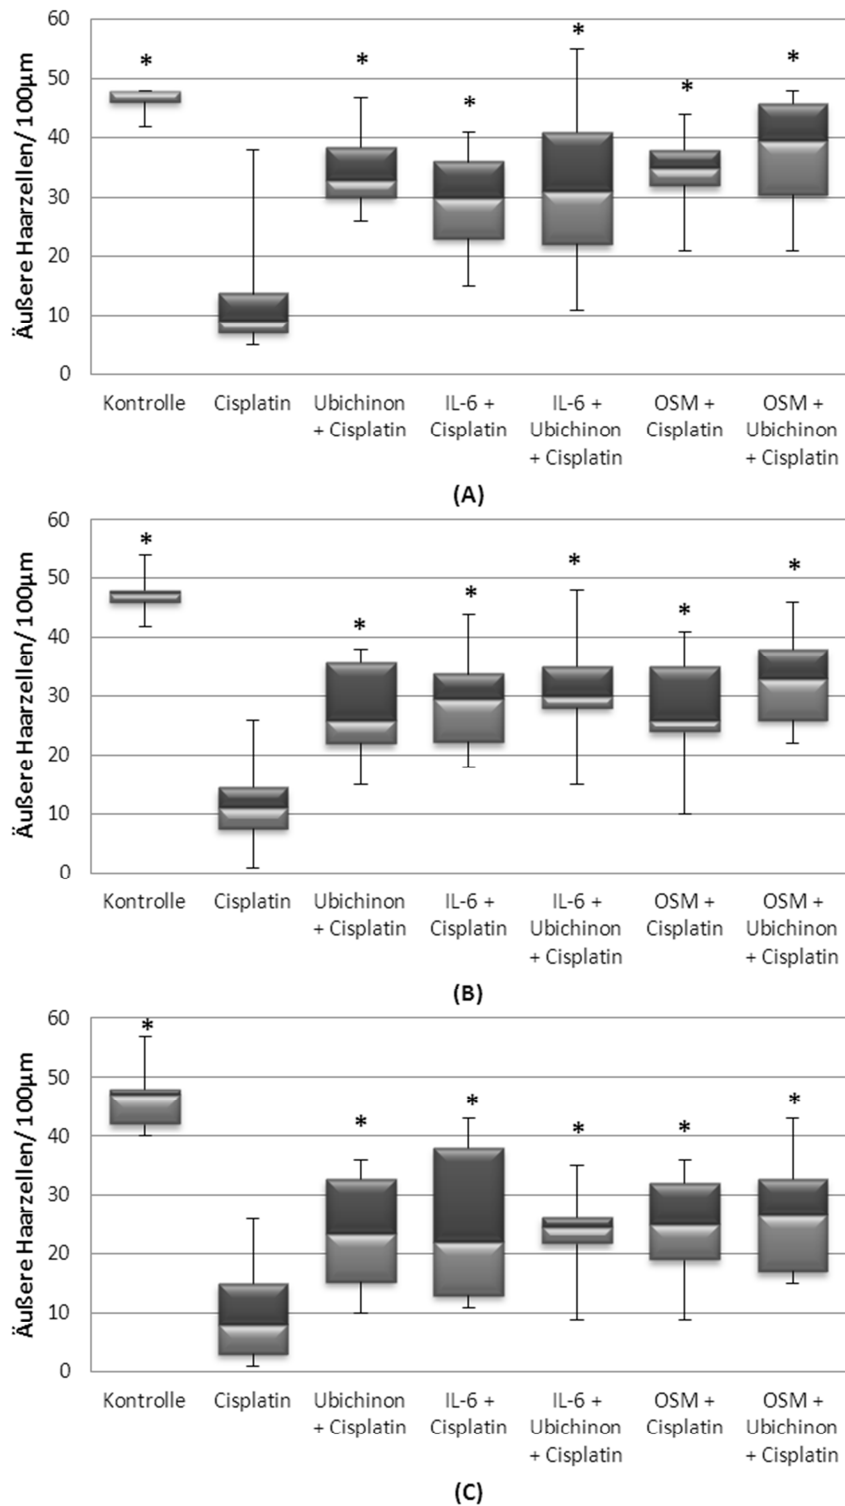 Äußere Haarzellen/ 100µm
60
50
40
30
20
10
0
* * * * * *
Kontrolle Cisplatin Ubichinon IL-6 + IL-6 + OSM + OSM +
+ Cisplatin Cisplatin Ubichinon Cisplatin Ubichinon
+ Cisplatin + Cisplatin
(A)
Äußere Haarzellen/ 100µm
60
50
40
30
20
10
0
* * * * * *
Kontrolle Cisplatin Ubichinon IL-6 + IL-6 + OSM + OSM +
+ Cisplatin Cisplatin Ubichinon Cisplatin Ubichinon
+ Cisplatin + Cisplatin
(B)
Äußere Haarzellen/ 100µm
60
50
40
30
20
10
0
* * * * * *
Kontrolle Cisplatin Ubichinon IL-6 + IL-6 + OSM + OSM +
+ Cisplatin Cisplatin Ubichinon Cisplatin Ubichinon
+ Cisplatin + Cisplatin
(C)